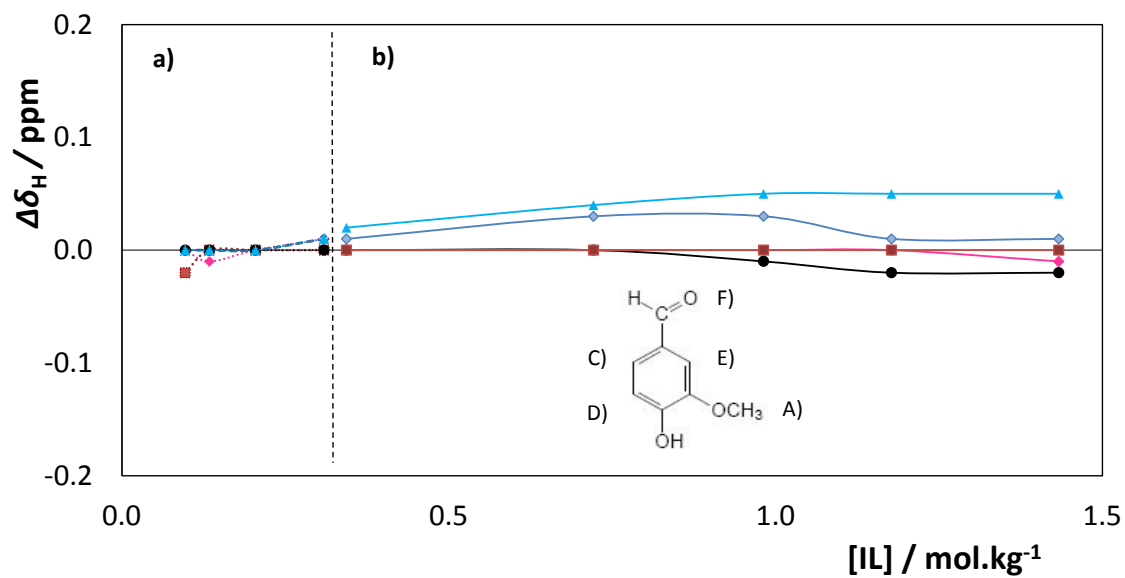 0.2
a) b)
0.1
Δδ_H / ppm
0.0
-0.1
-0.2
H O F)
C) E)
D) OCH₃ A)
OH
0.0 0.5 1.0 1.5
[IL] / mol.kg⁻¹